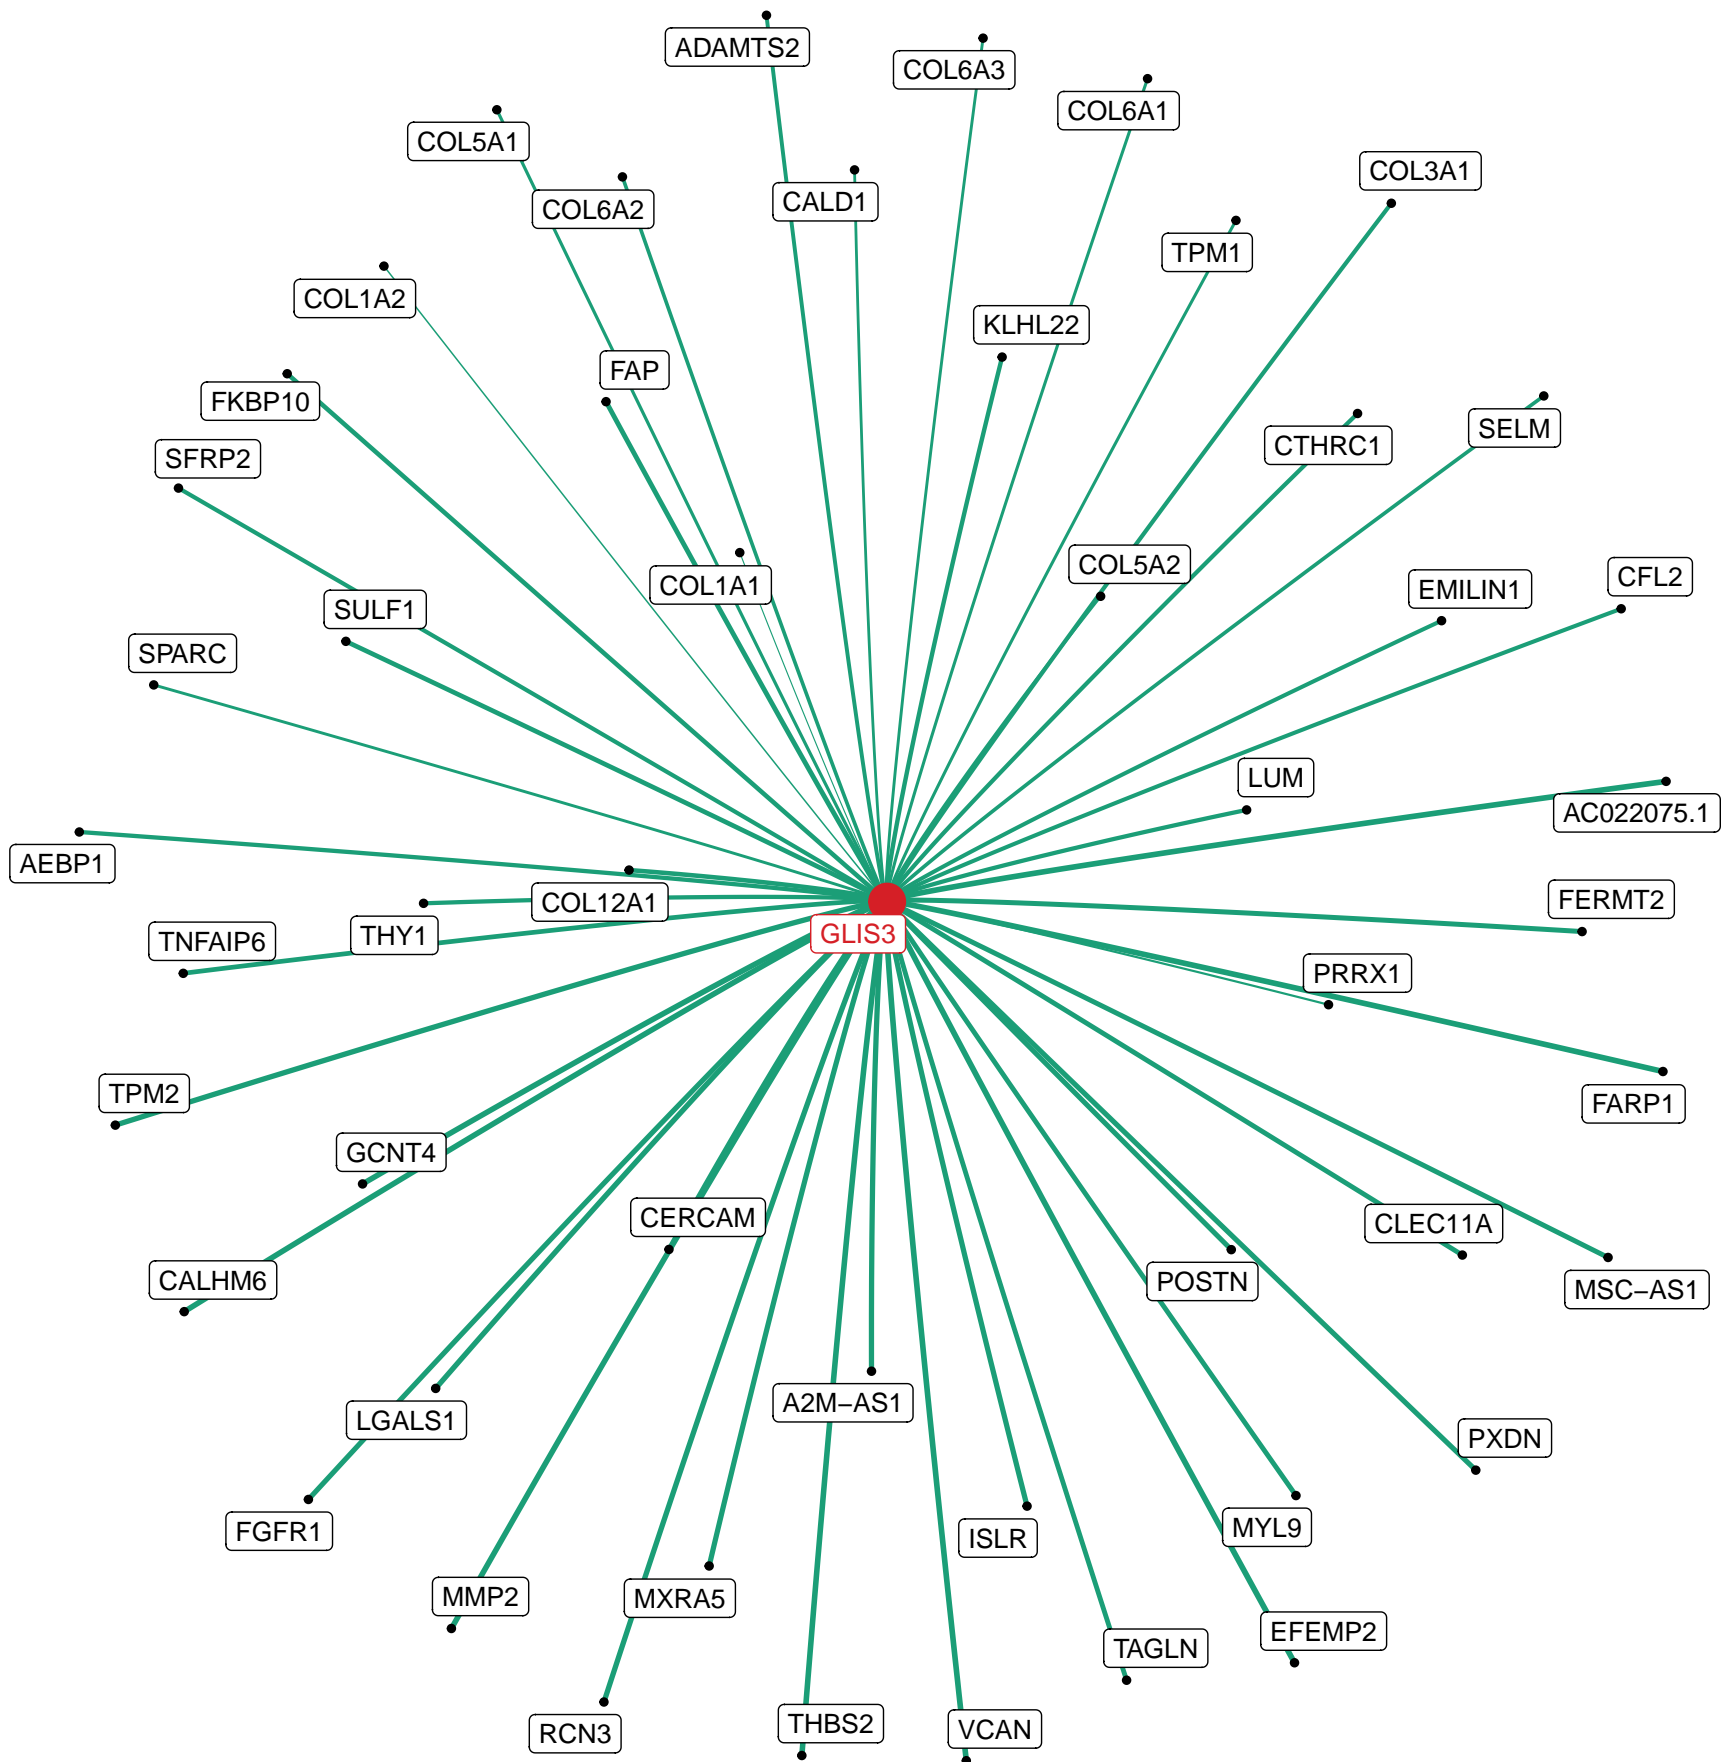 ADAMTS2
COL6A3
COL6A1
COL5A1
COL3A1
COL6A2
CALD1
TPM1
COL1A2
KLHL22
FAP
FKBP10
SELM
CTHRC1
SFRP2
COL5A2
CFL2
COL1A1
EMILIN1
SULF1
SPARC
LUM
AC022075.1
AEBP1
COL12A1
FERMT2
GLIS3
THY1
TNFAIP6
PRRX1
TPM2
FARP1
GCNT4
CERCAM
CLEC11A
CALHM6
POSTN
MSC−AS1
A2M−AS1
LGALS1
PXDN
FGFR1
MYL9
ISLR
MMP2
MXRA5
EFEMP2
TAGLN
RCN3
THBS2
VCAN